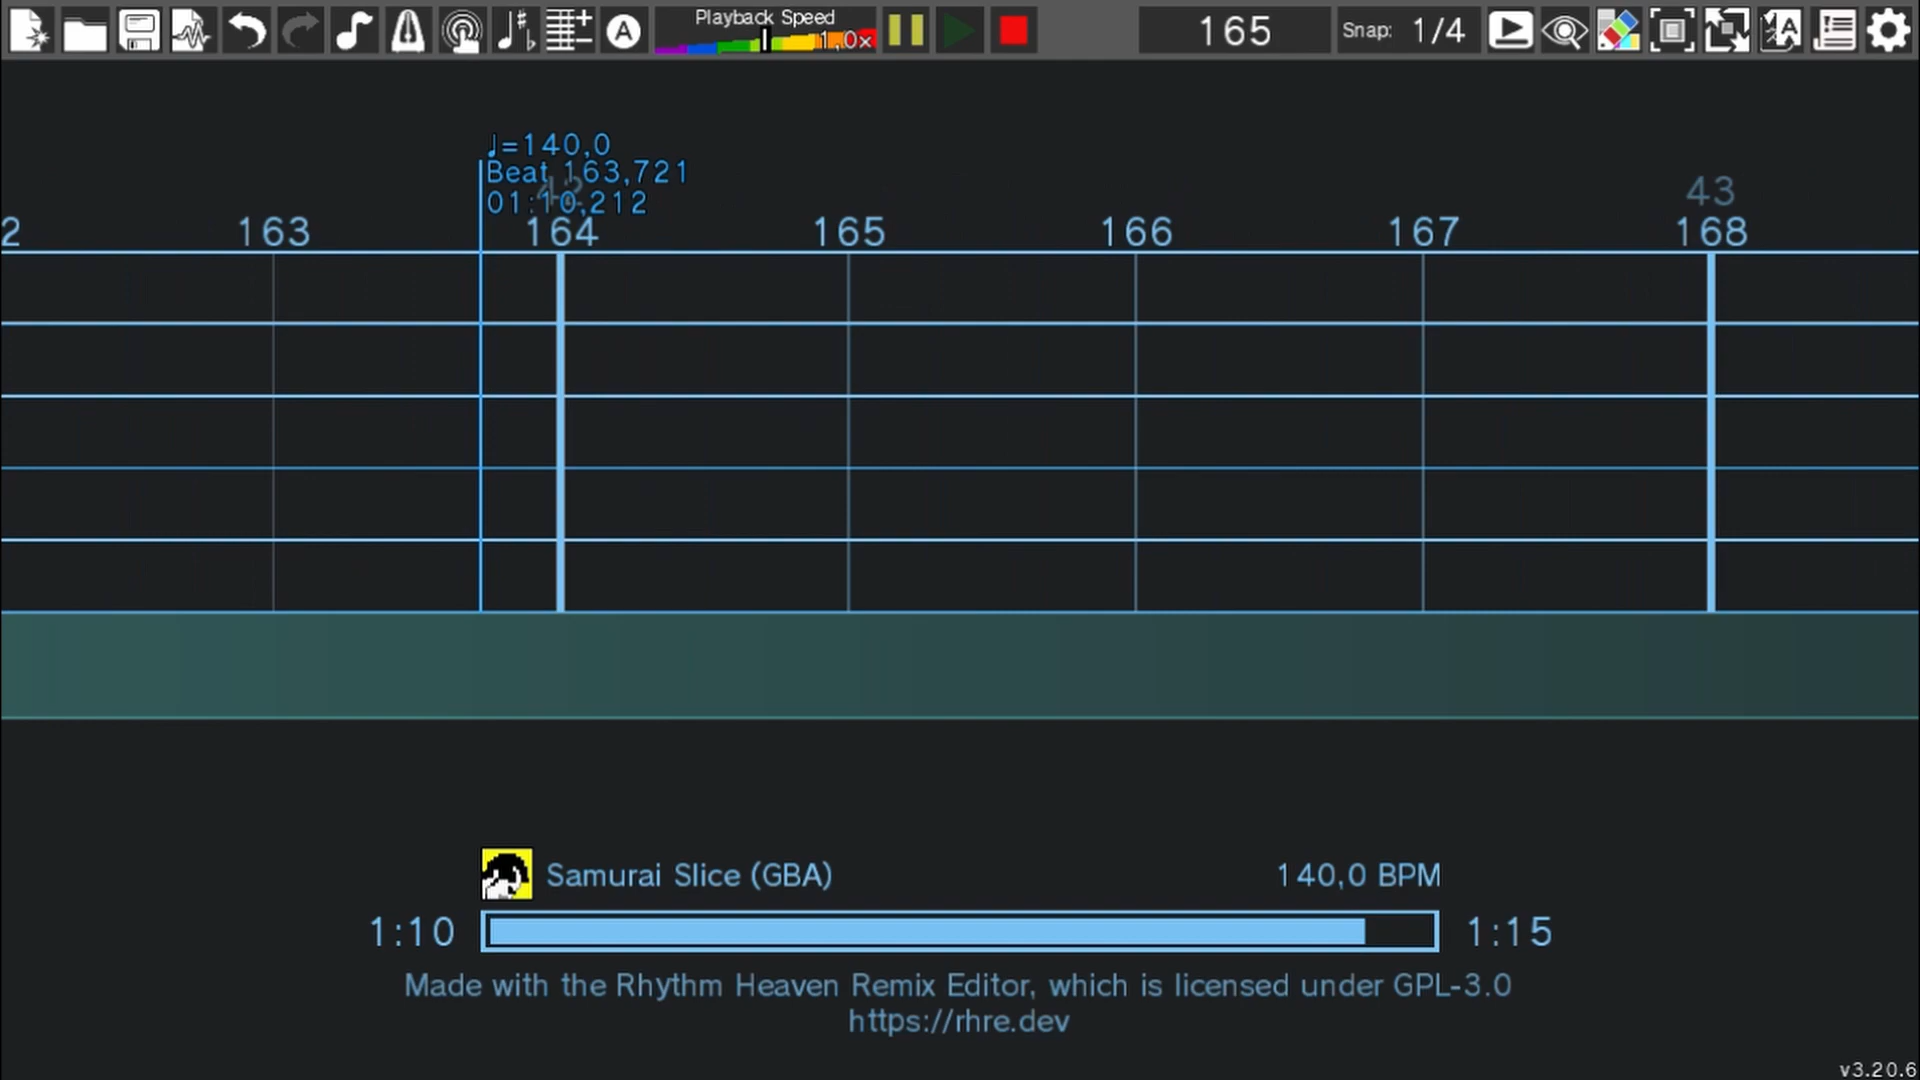 Playback Speed
1,0x
165
Snap: 1/4
♩=140,0
Beat 163,721
42
01:10,212
43
2 163 164 165 166 167 168
Samurai Slice (GBA) 140,0 BPM
1:10 1:15
Made with the Rhythm Heaven Remix Editor, which is licensed under GPL-3.0
https://rhre.dev
v3.20.6